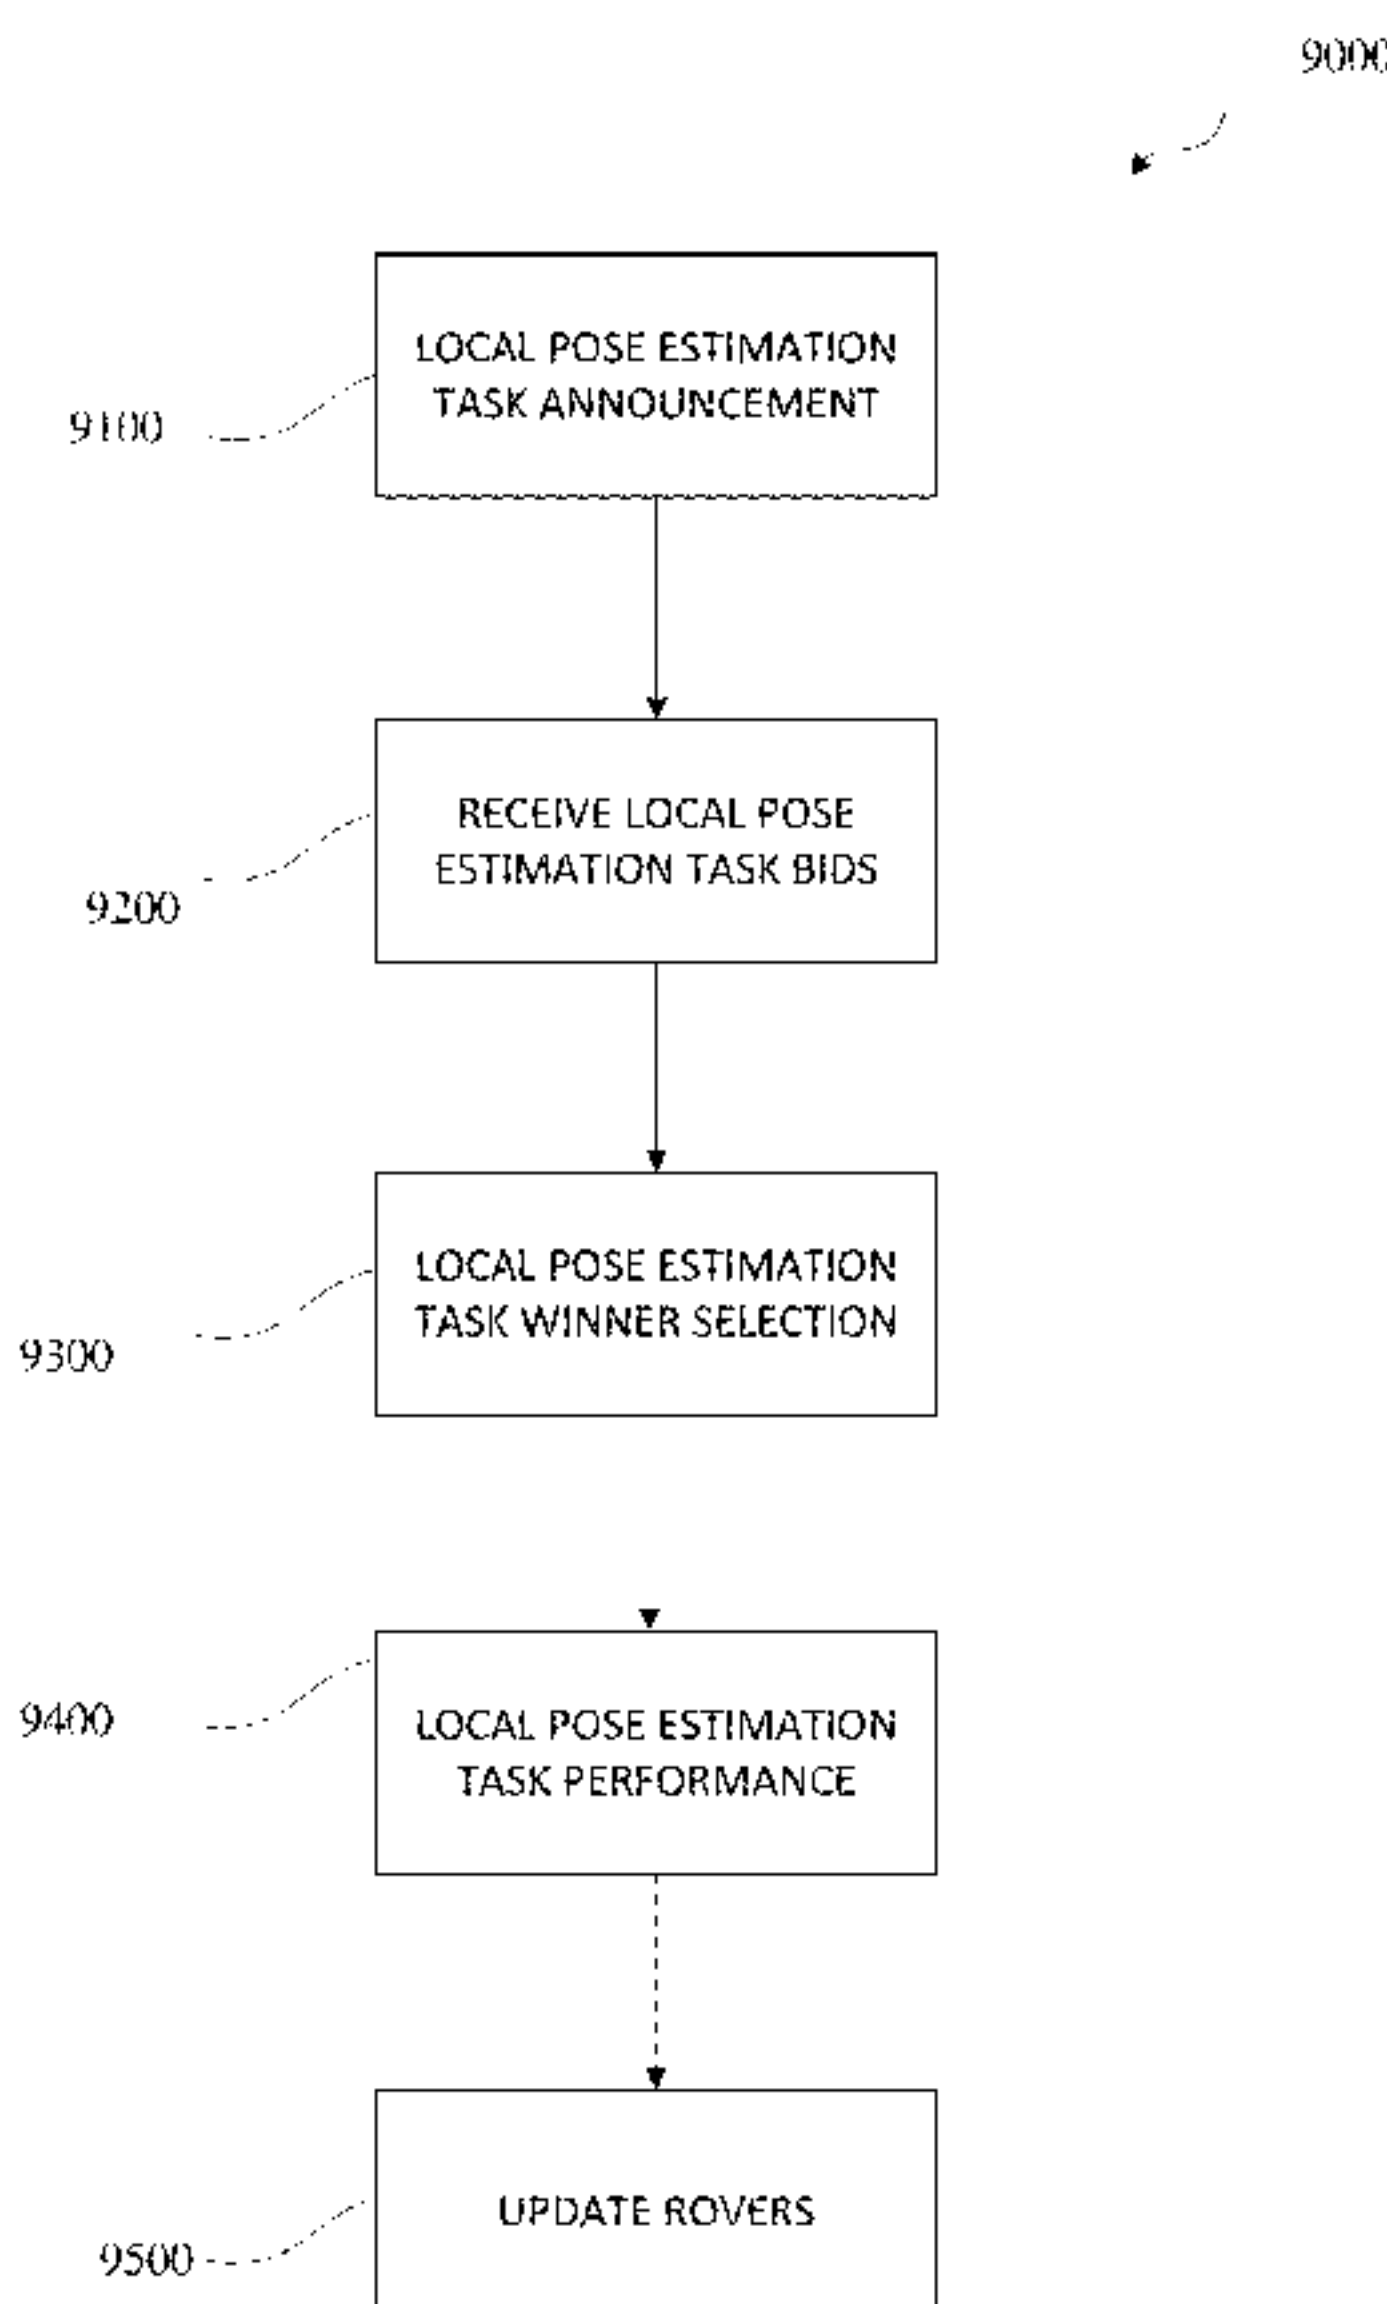 9000
LOCAL POSE ESTIMATION
TASK ANNOUNCEMENT
9100
RECEIVE LOCAL POSE
ESTIMATION TASK BIDS
9200
LOCAL POSE ESTIMATION
TASK WINNER SELECTION
9300
LOCAL POSE ESTIMATION
TASK PERFORMANCE
9400
UPDATE ROVERS
9500